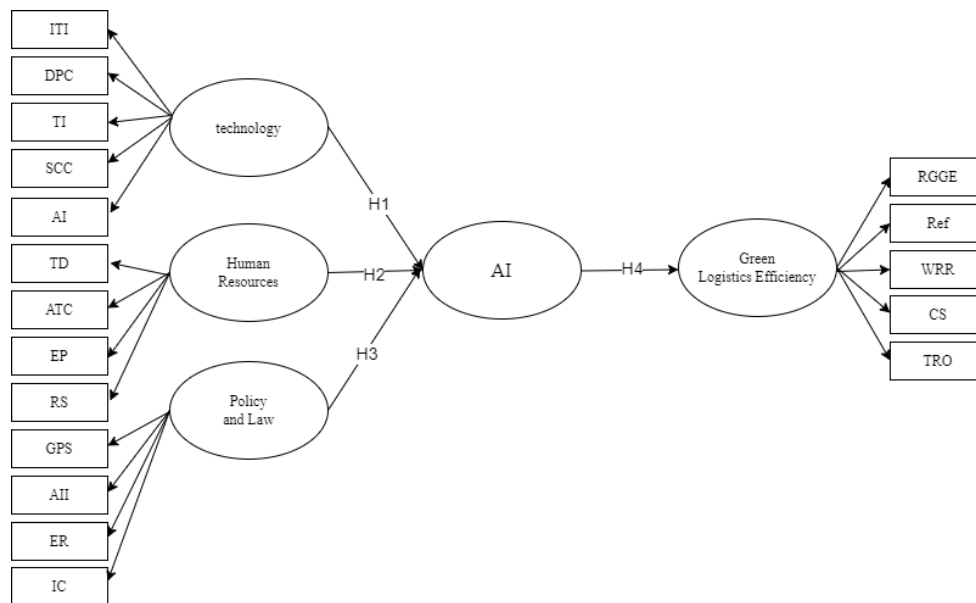 ITI
DPC
TI
SCC
AI
TD
ATC
EP
RS
GPS
AII
ER
IC
technology
Human
Resources
Policy
and Law
H1
H2
H3
AI
H4
Green
Logistics Efficiency
RGGE
Ref
WRR
CS
TRO